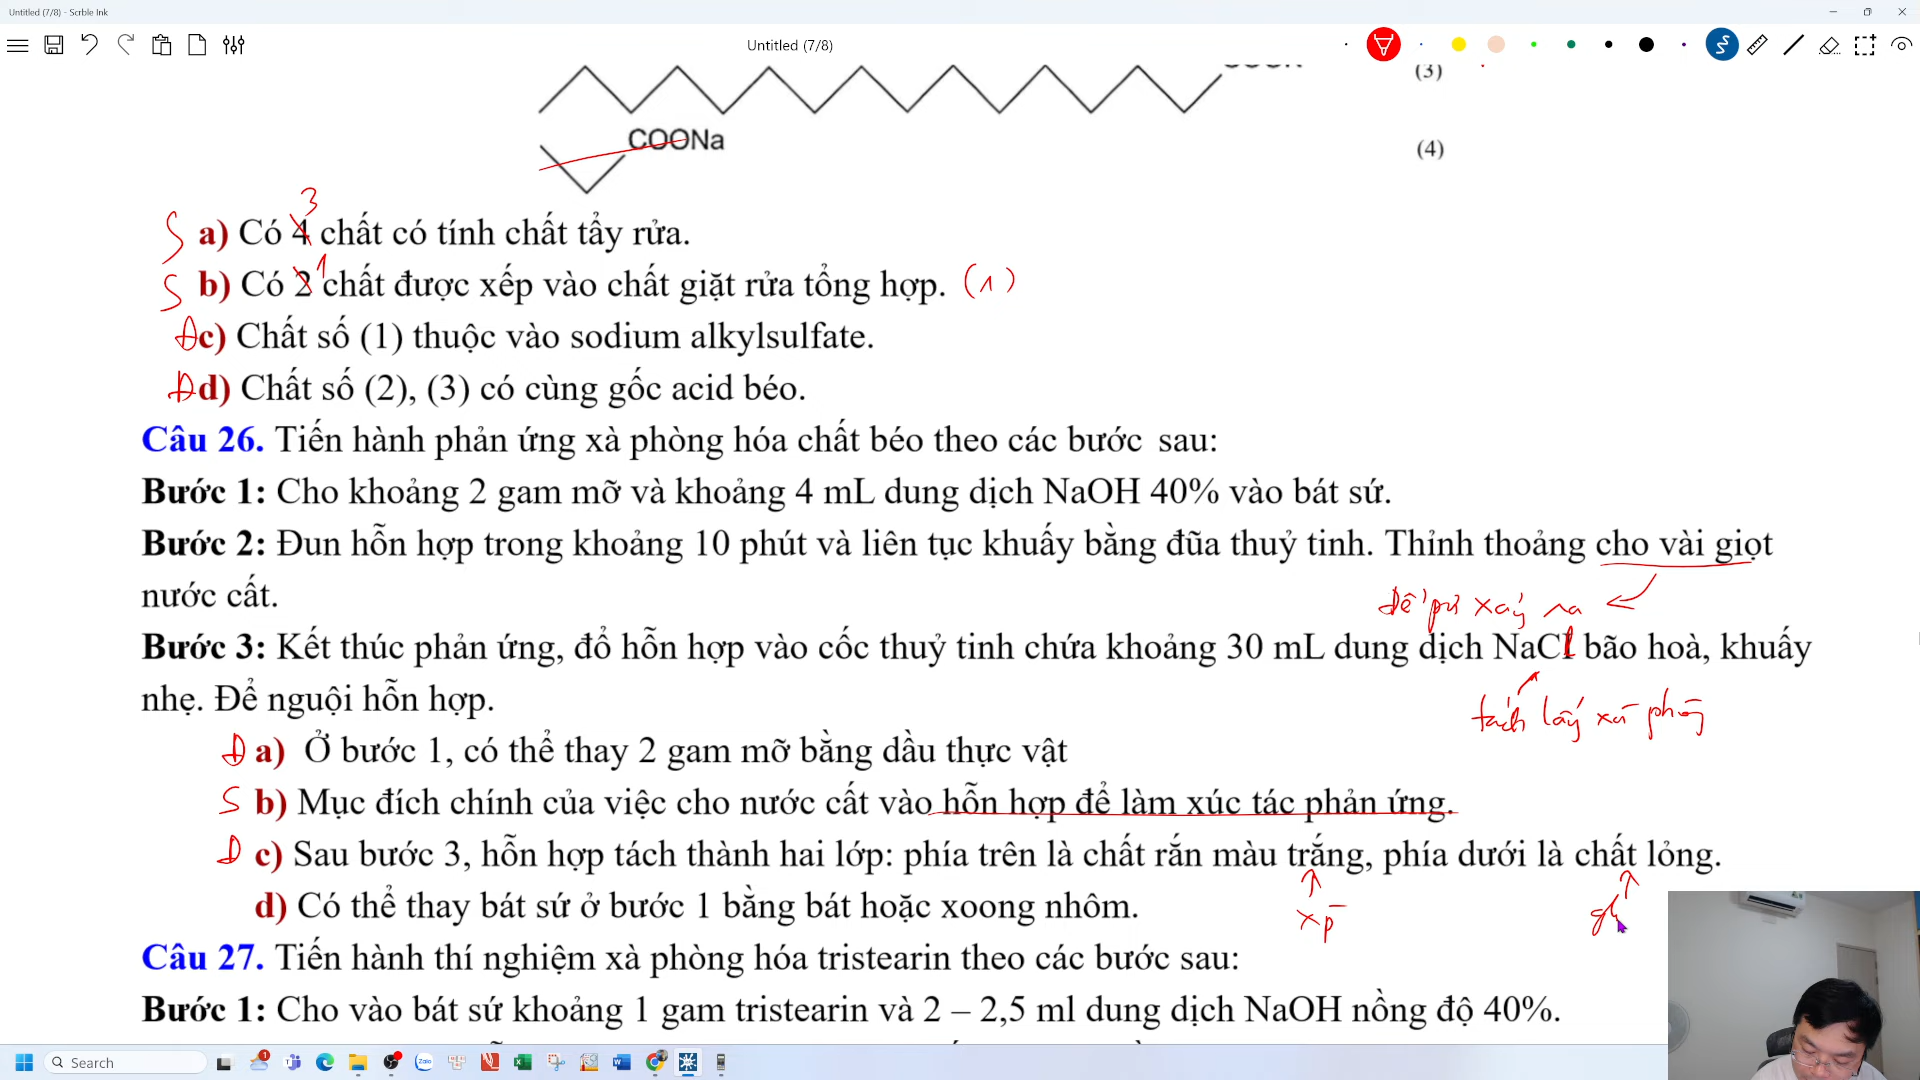 Untitled (7/8) - Scrble Ink
Untitled (7/8)
(3)
COONa
(4)
3
S a) Có 4 chất có tính chất tẩy rửa.
1
S b) Có 2 chất được xếp vào chất giặt rửa tổng hợp. (1)
Đ c) Chất số (1) thuộc vào sodium alkylsulfate.
Đ d) Chất số (2), (3) có cùng gốc acid béo.
Câu 26. Tiến hành phản ứng xà phòng hóa chất béo theo các bước sau:
Bước 1: Cho khoảng 2 gam mỡ và khoảng 4 mL dung dịch NaOH 40% vào bát sứ.
Bước 2: Đun hỗn hợp trong khoảng 10 phút và liên tục khuấy bằng đũa thuỷ tinh. Thỉnh thoảng cho vài giọt
nước cất.
để pứ xảy ra
Bước 3: Kết thúc phản ứng, đổ hỗn hợp vào cốc thuỷ tinh chứa khoảng 30 mL dung dịch NaCl bão hoà, khuấy
nhẹ. Để nguội hỗn hợp.
tách lấy xà phòng
Đ a) Ở bước 1, có thể thay 2 gam mỡ bằng dầu thực vật
S b) Mục đích chính của việc cho nước cất vào hỗn hợp để làm xúc tác phản ứng.
Đ c) Sau bước 3, hỗn hợp tách thành hai lớp: phía trên là chất rắn màu trắng, phía dưới là chất lỏng.
d) Có thể thay bát sứ ở bước 1 bằng bát hoặc xoong nhôm.
xp
Câu 27. Tiến hành thí nghiệm xà phòng hóa tristearin theo các bước sau:
Bước 1: Cho vào bát sứ khoảng 1 gam tristearin và 2 – 2,5 ml dung dịch NaOH nồng độ 40%.
Search